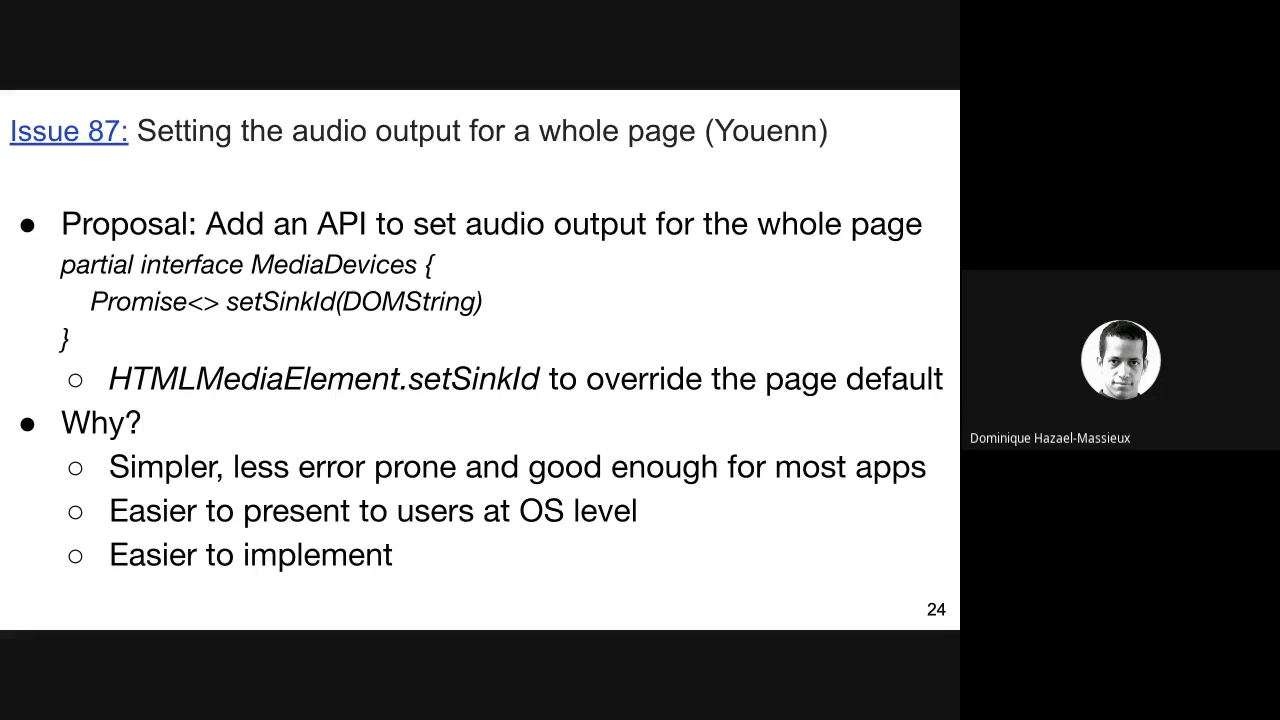 Issue 87: Setting the audio output for a whole page (Youenn)
● Proposal: Add an API to set audio output for the whole page
partial interface MediaDevices {
Promise<> setSinkId(DOMString)
}
○ HTMLMediaElement.setSinkId to override the page default
● Why?
○ Simpler, less error prone and good enough for most apps
○ Easier to present to users at OS level
○ Easier to implement
24
Dominique Hazael-Massieux